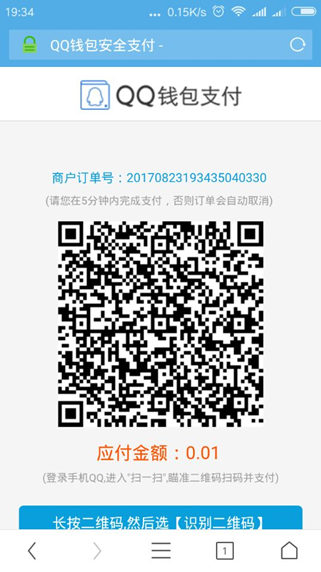 19:34 ... 0.15K/s
QQ钱包安全支付 -
QQ钱包支付
商户订单号：20170823193435040330
(请您在5分钟内完成支付，否则订单会自动取消)
应付金额：0.01
(登录手机QQ,进入"扫一扫",瞄准二维码扫码并支付)
长按二维码,然后选【识别二维码】
1